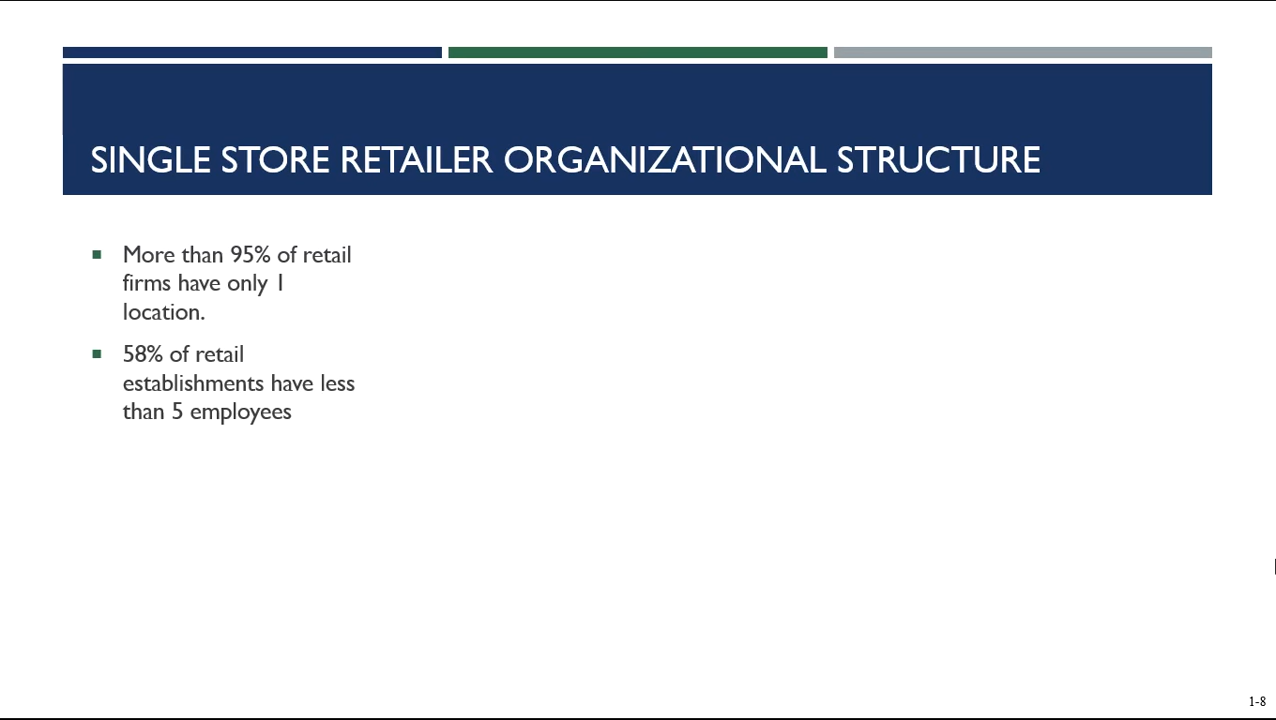 SINGLE STORE RETAILER ORGANIZATIONAL STRUCTURE
More than 95% of retail
firms have only 1
location.
58% of retail
establishments have less
than 5 employees
1-8